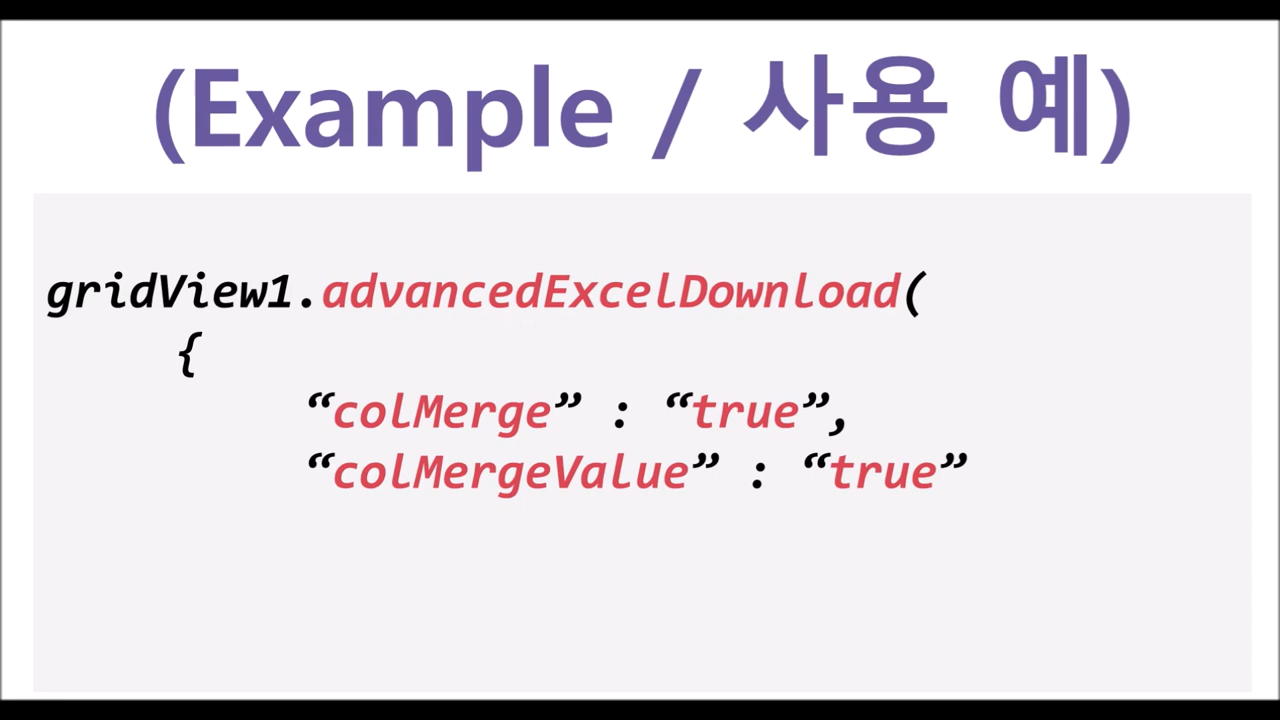 (Example / 사용 예)
gridView1.advancedExcelDownload(
{
“colMerge” : “true”,
“colMergeValue” : “true”